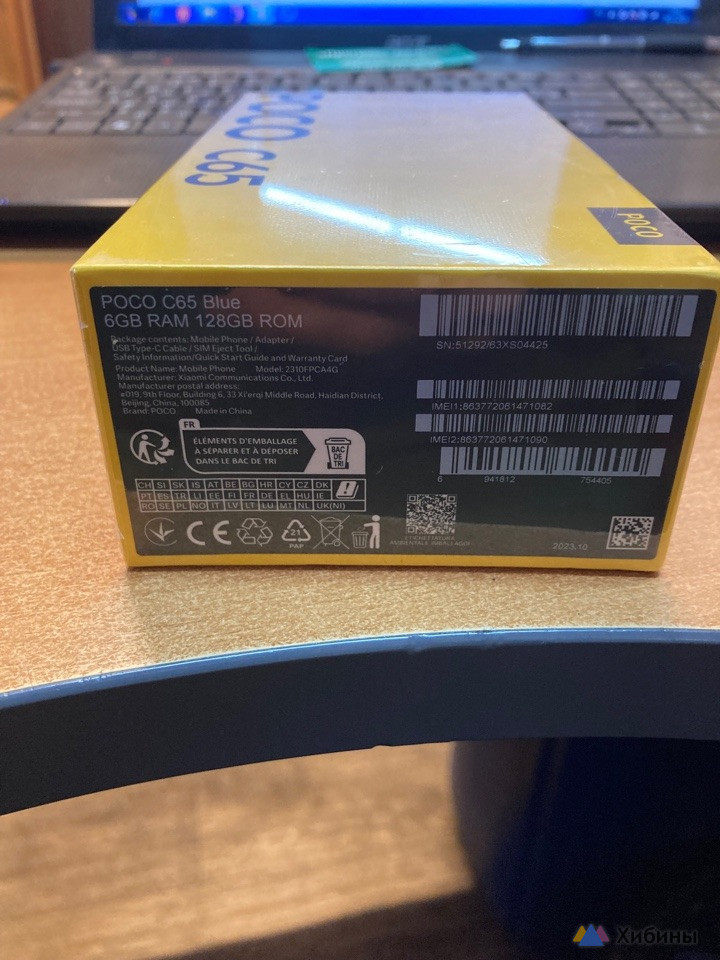 POCO C65
POCO
POCO C65 Blue
6GB RAM 128GB ROM
Package contents: Mobile Phone / Adapter /
USB Type-C Cable / SIM Eject Tool /
Safety Information/Quick Start Guide and Warranty Card
Product Name: Mobile Phone Model: 2310FPCA4G
Manufacturer: Xiaomi Communications Co., Ltd.
Manufacturer postal address:
#019, 9th Floor, Building 6, 33 Xi'erqi Middle Road, Haidian District,
Beijing, China, 100085
Brand: POCO Made in China
SN:51292/63XS04425
IMEI1:863772061471082
IMEI2:863772061471090
6 941812 754405
FR
ÉLÉMENTS D'EMBALLAGE
À SÉPARER ET À DÉPOSER
DANS LE BAC DE TRI
BAC
DE
TRI
CH SI SK IS AT BE BG HR CY CZ DK
PT ES TR LI EE FI FR DE EL HU IE
RO SE PL NO IT LV LT LU MT NL UK(NI)
CE
21
PAP
ETICHETTATURA
AMBIENTALE IMBALLAGGI
2023.10
Хибины